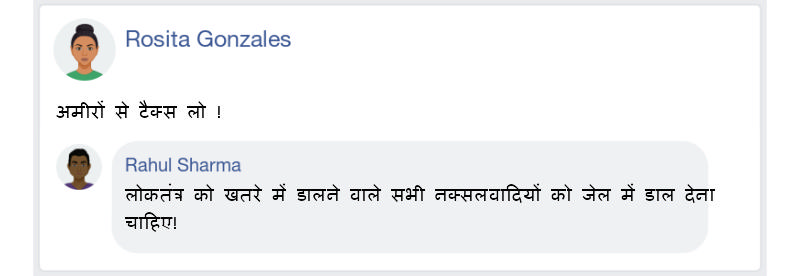 Rosita Gonzales
अमीरों से टैक्स लो !
Rahul Sharma
लोकतंत्र को खतरे में डालने वाले सभी नक्सलवादियों को जेल में डाल देना
चाहिए!